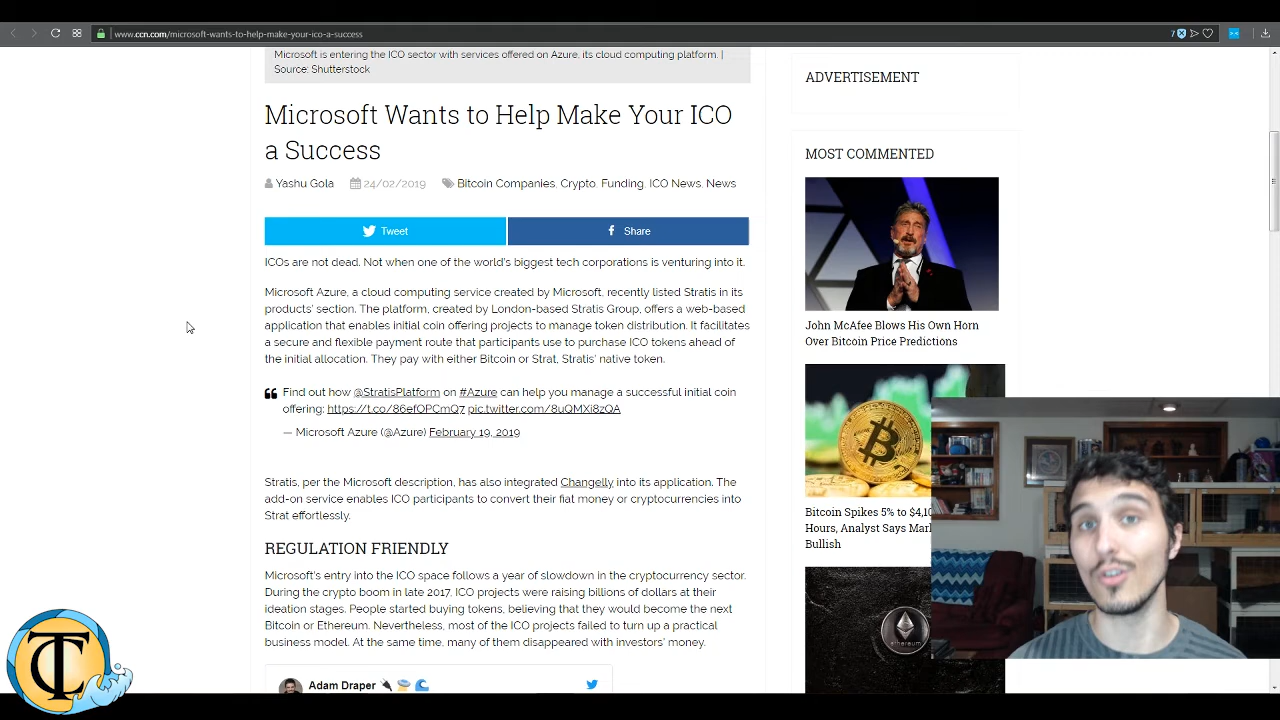 www.ccn.com/microsoft-wants-to-help-make-your-ico-a-success
7
Microsoft is entering the ICO sector with services offered on Azure, its cloud computing platform. |
Source: Shutterstock
Microsoft Wants to Help Make Your ICO
a Success
Yashu Gola 24/02/2019 Bitcoin Companies, Crypto, Funding, ICO News, News
Tweet
Share
ICOs are not dead. Not when one of the world's biggest tech corporations is venturing into it.
Microsoft Azure, a cloud computing service created by Microsoft, recently listed Stratis in its
products' section. The platform, created by London-based Stratis Group, offers a web-based
application that enables initial coin offering projects to manage token distribution. It facilitates
a secure and flexible payment route that participants use to purchase ICO tokens ahead of
the initial allocation. They pay with either Bitcoin or Strat, Stratis' native token.
Find out how @StratisPlatform on #Azure can help you manage a successful initial coin
offering: https://t.co/86efOPCmQ7 pic.twitter.com/8uQMXi8zQA
— Microsoft Azure (@Azure) February 19, 2019
Stratis, per the Microsoft description, has also integrated Changelly into its application. The
add-on service enables ICO participants to convert their fiat money or cryptocurrencies into
Strat effortlessly.
REGULATION FRIENDLY
Microsoft's entry into the ICO space follows a year of slowdown in the cryptocurrency sector.
During the crypto boom in late 2017, ICO projects were raising billions of dollars at their
ideation stages. People started buying tokens, believing that they would become the next
Bitcoin or Ethereum. Nevertheless, most of the ICO projects failed to turn up a practical
business model. At the same time, many of them disappeared with investors' money.
Adam Draper
ADVERTISEMENT
MOST COMMENTED
John McAfee Blows His Own Horn
Over Bitcoin Price Predictions
Bitcoin Spikes 5% to $4,10
Hours, Analyst Says Mar
Bullish
ethereum
TC